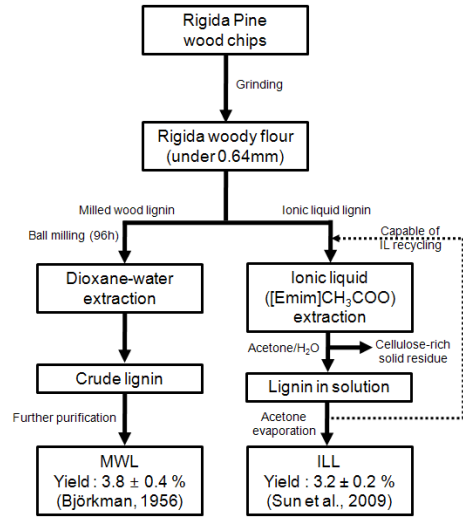 Rigida Pine
wood chips
Grinding
Rigida woody flour
(under 0.64mm)
Milled wood lignin
Ionic liquid lignin
Ball milling (96h)
Capable of
IL recycling
Dioxane-water
extraction
Ionic liquid
([Emim]CH₃COO)
extraction
Acetone/H₂O
Cellulose-rich
solid residue
Crude lignin
Lignin in solution
Further purification
Acetone
evaporation
MWL
Yield : 3.8 ± 0.4 %
(Björkman, 1956)
ILL
Yield : 3.2 ± 0.2 %
(Sun et al., 2009)